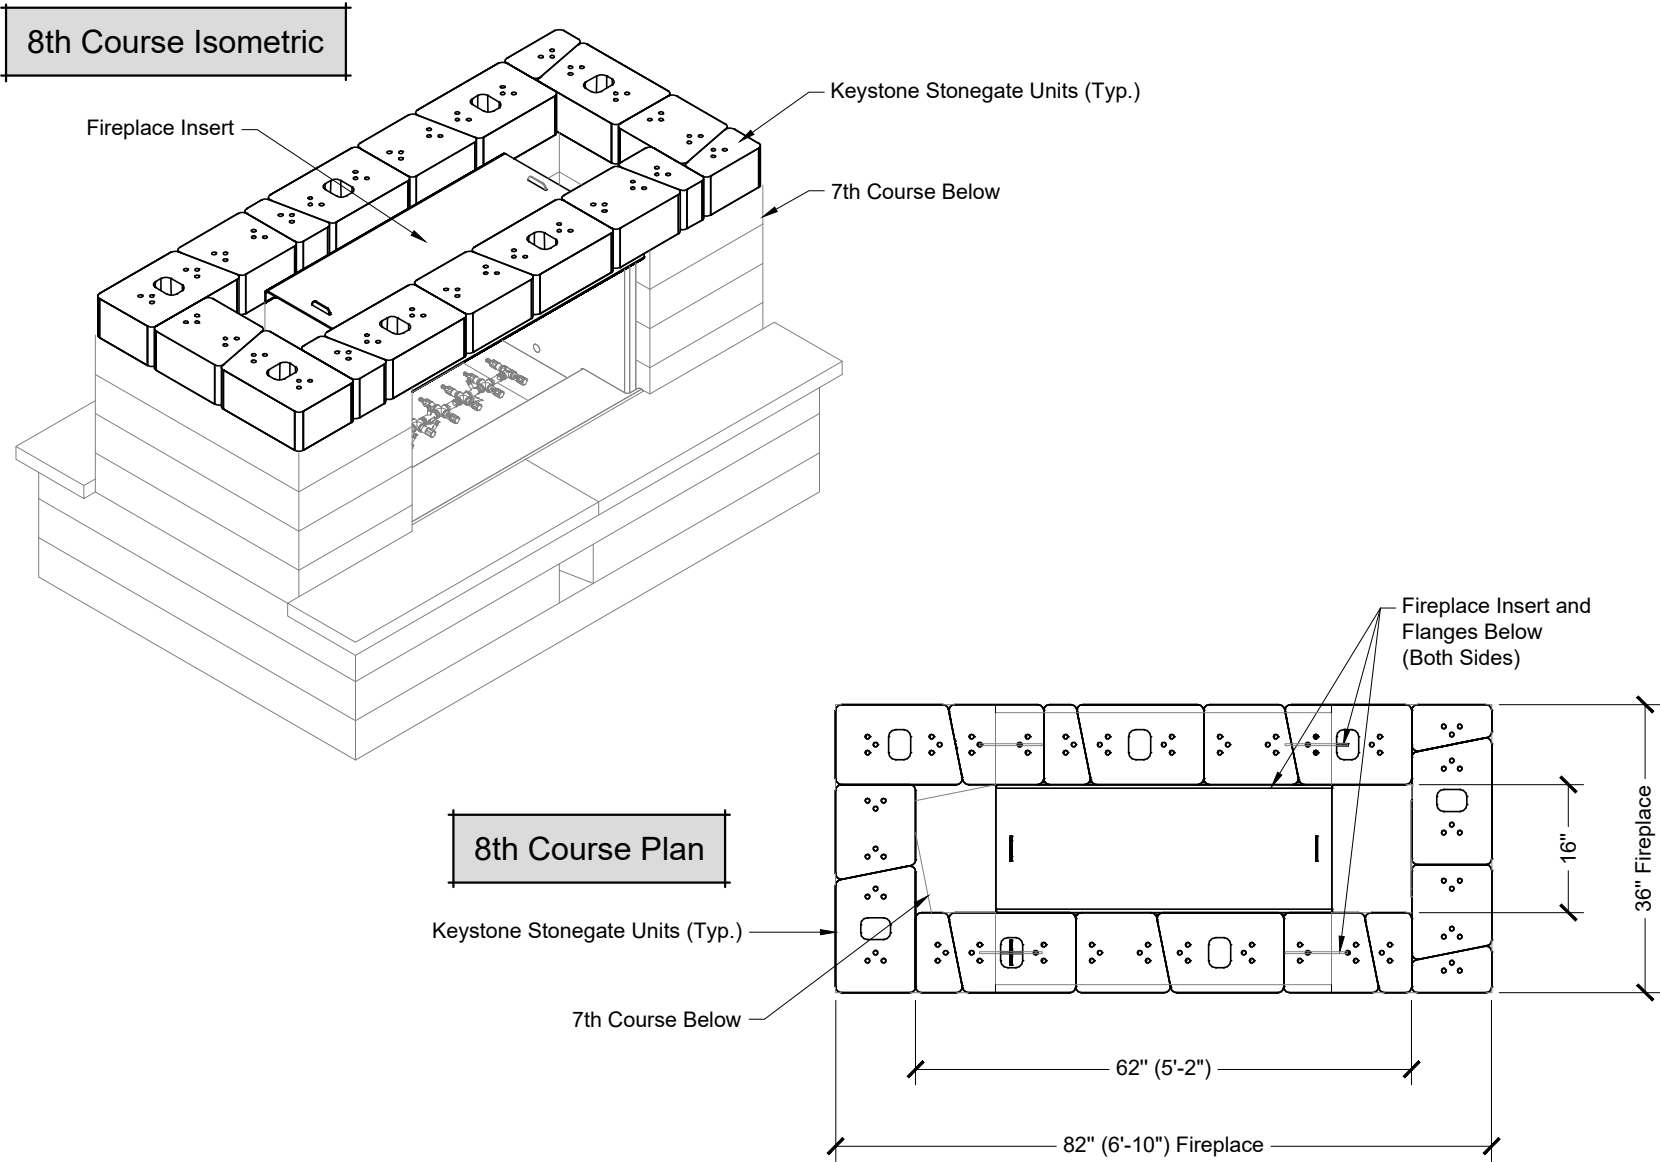 8th Course Isometric
Keystone Stonegate Units (Typ.)
Fireplace Insert
7th Course Below
Fireplace Insert and
Flanges Below
(Both Sides)
8th Course Plan
16"
36" Fireplace
Keystone Stonegate Units (Typ.)
7th Course Below
62" (5'-2")
82" (6'-10") Fireplace